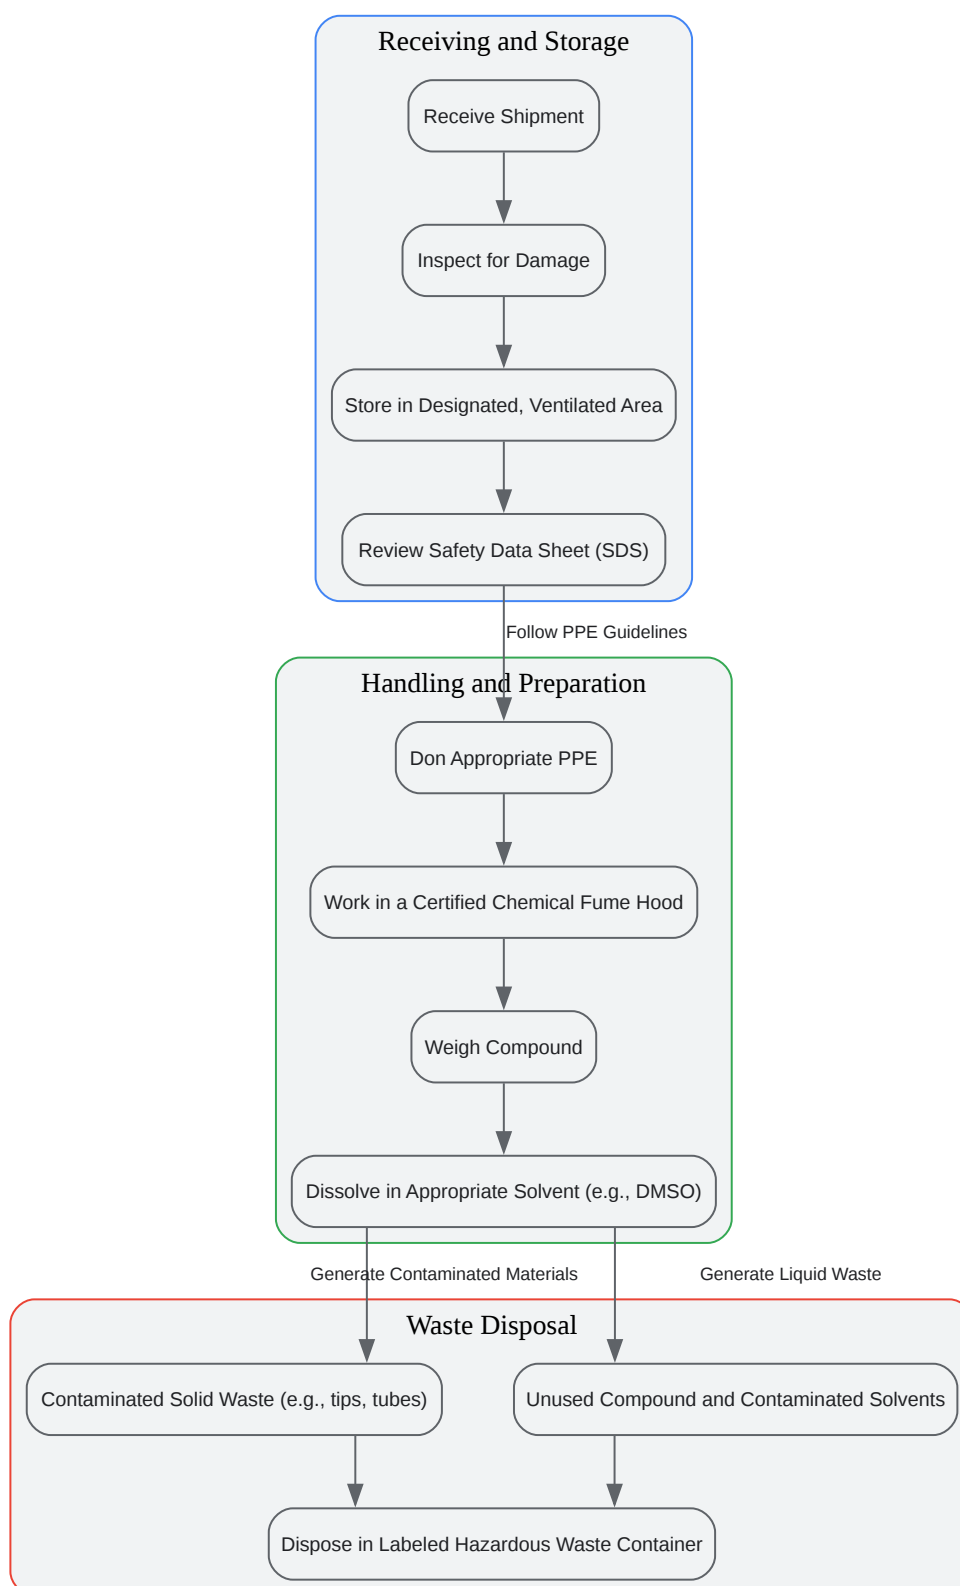 Receiving and Storage
Receive Shipment
Inspect for Damage
Store in Designated, Ventilated Area
Review Safety Data Sheet (SDS)
Follow PPE Guidelines
Handling and Preparation
Don Appropriate PPE
Work in a Certified Chemical Fume Hood
Weigh Compound
Dissolve in Appropriate Solvent (e.g., DMSO)
Generate Contaminated Materials
Generate Liquid Waste
Waste Disposal
Contaminated Solid Waste (e.g., tips, tubes)
Unused Compound and Contaminated Solvents
Dispose in Labeled Hazardous Waste Container